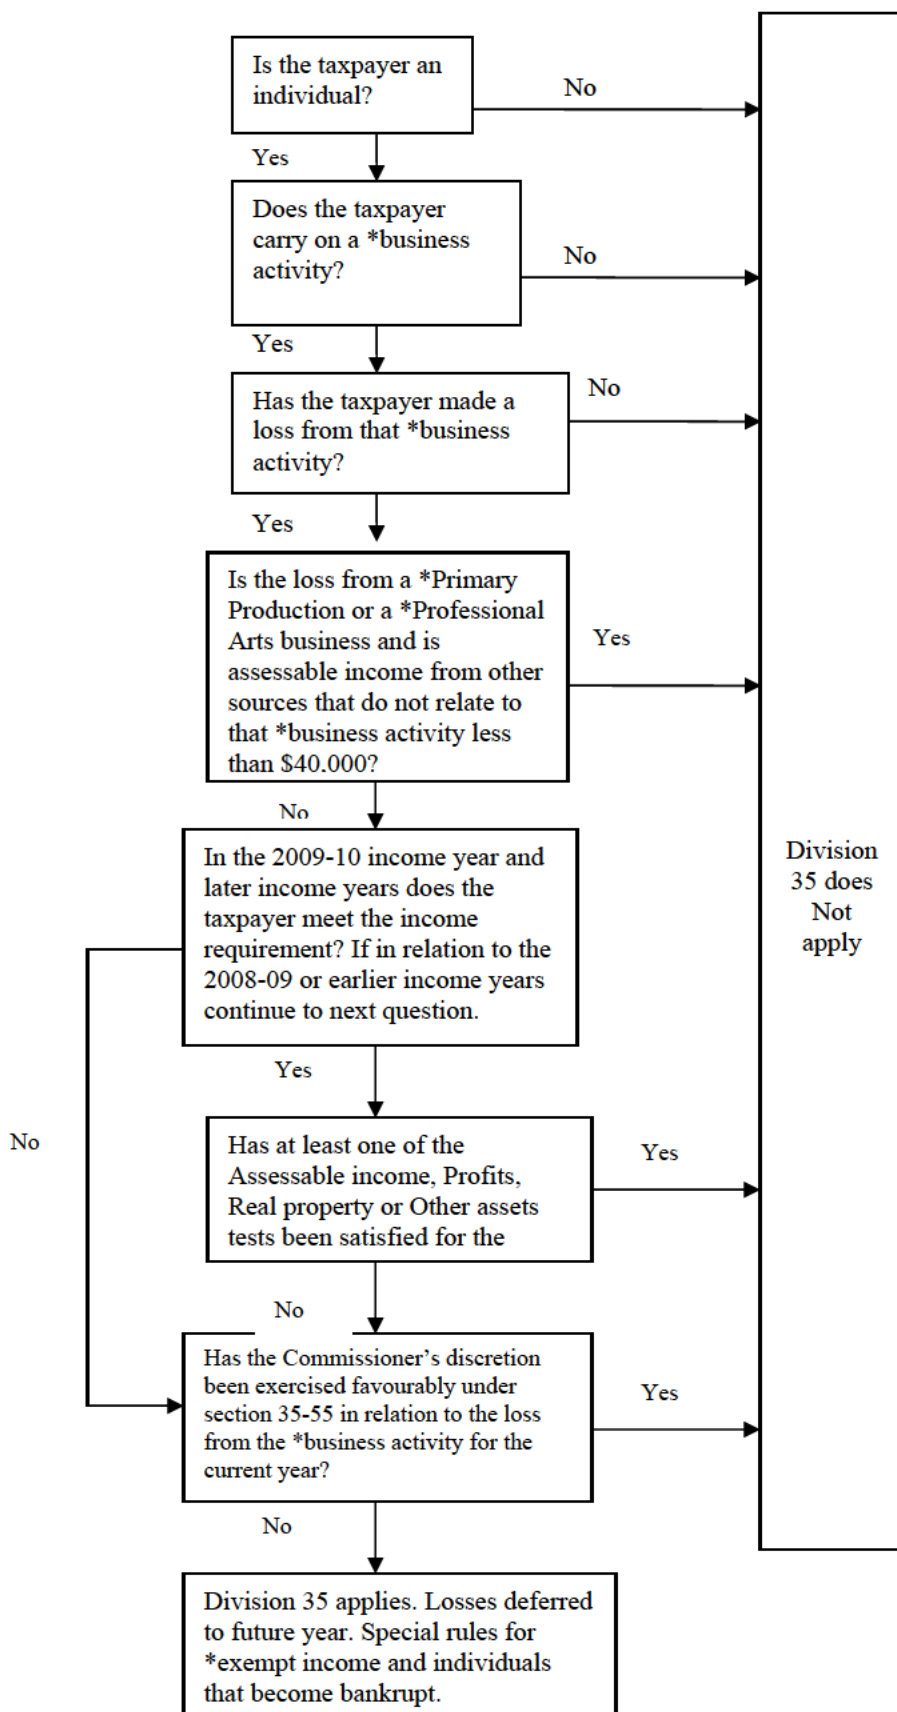 Is the taxpayer an
individual?
No
Yes
Does the taxpayer
carry on a *business
activity?
No
Yes
Has the taxpayer made a
loss from that *business
activity?
No
Yes
Is the loss from a *Primary
Production or a *Professional
Arts business and is
assessable income from other
sources that do not relate to
that *business activity less
than $40.000?
Yes
No
In the 2009-10 income year and
later income years does the
taxpayer meet the income
requirement? If in relation to the
2008-09 or earlier income years
continue to next question.
Division
35 does
Not
apply
Yes
No
Has at least one of the
Assessable income, Profits,
Real property or Other assets
tests been satisfied for the
Yes
No
Has the Commissioner’s discretion
been exercised favourably under
section 35-55 in relation to the loss
from the *business activity for the
current year?
Yes
No
Division 35 applies. Losses deferred
to future year. Special rules for
*exempt income and individuals
that become bankrupt.